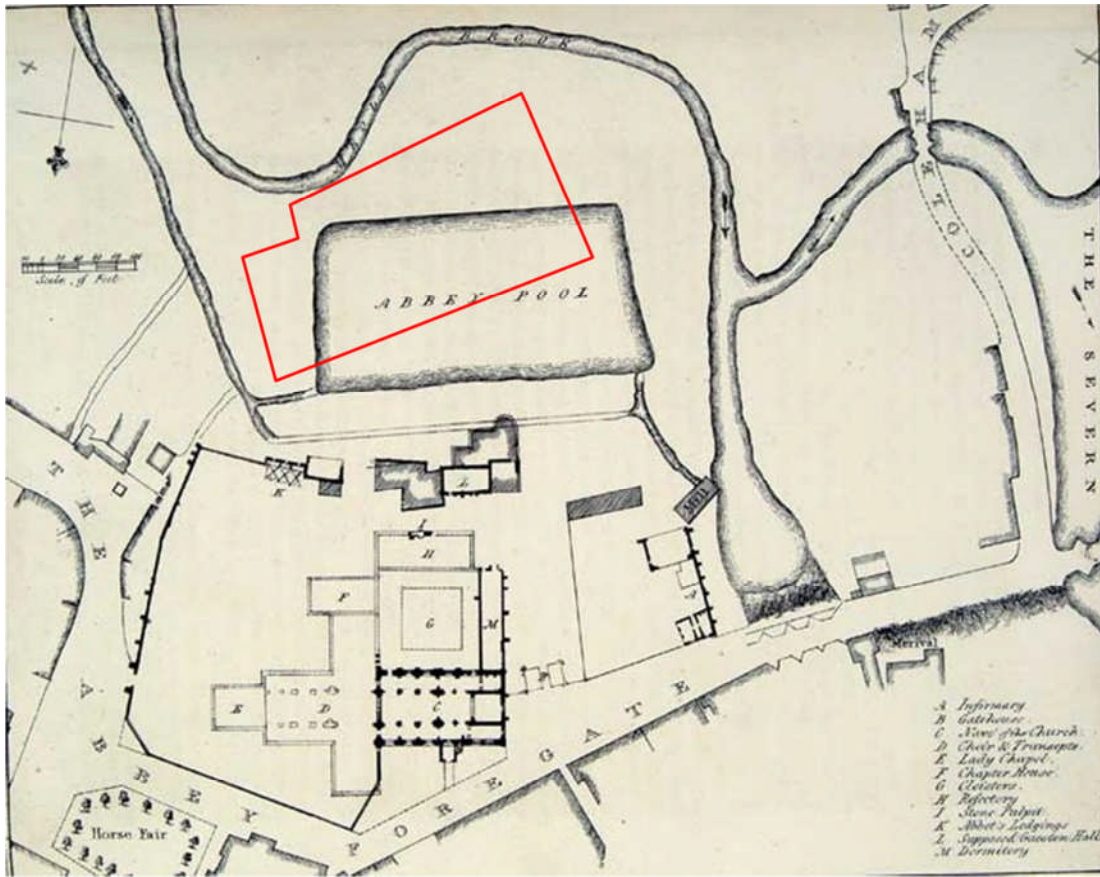 MEOLE BROOK
COLEHAM
THE SEVERN
Scale of Feet
ABBEY POOL
THE ABBEY FOREGATE
Mill
K
L
I
H
F
G
M
A
E
D
C
Merival
Horse Fair
A Infirmary
B Gatehouse
C Nave of the Church
D Choir & Transepts
E Lady Chapel
F Chapter House
G Cloisters
H Refectory
I Stone Pulpit
K Abbot's Lodgings
L Supposed Guesten Hall
M Dormitory